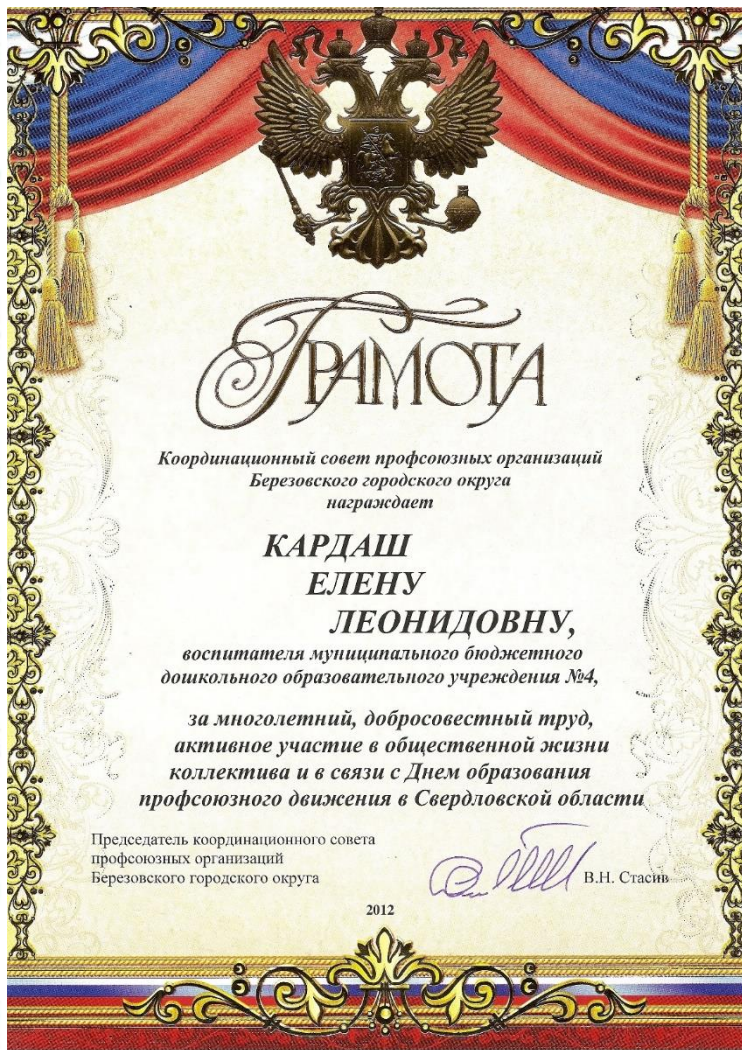 Грамота
Координационный совет профсоюзных организаций
Березовского городского округа
награждает
КАРДАШ
ЕЛЕНУ
ЛЕОНИДОВНУ,
воспитателя муниципального бюджетного
дошкольного образовательного учреждения №4,
за многолетний, добросовестный труд,
активное участие в общественной жизни
коллектива и в связи с Днем образования
профсоюзного движения в Свердловской области
Председатель координационного совета
профсоюзных организаций
Березовского городского округа
В.Н. Стасив
2012